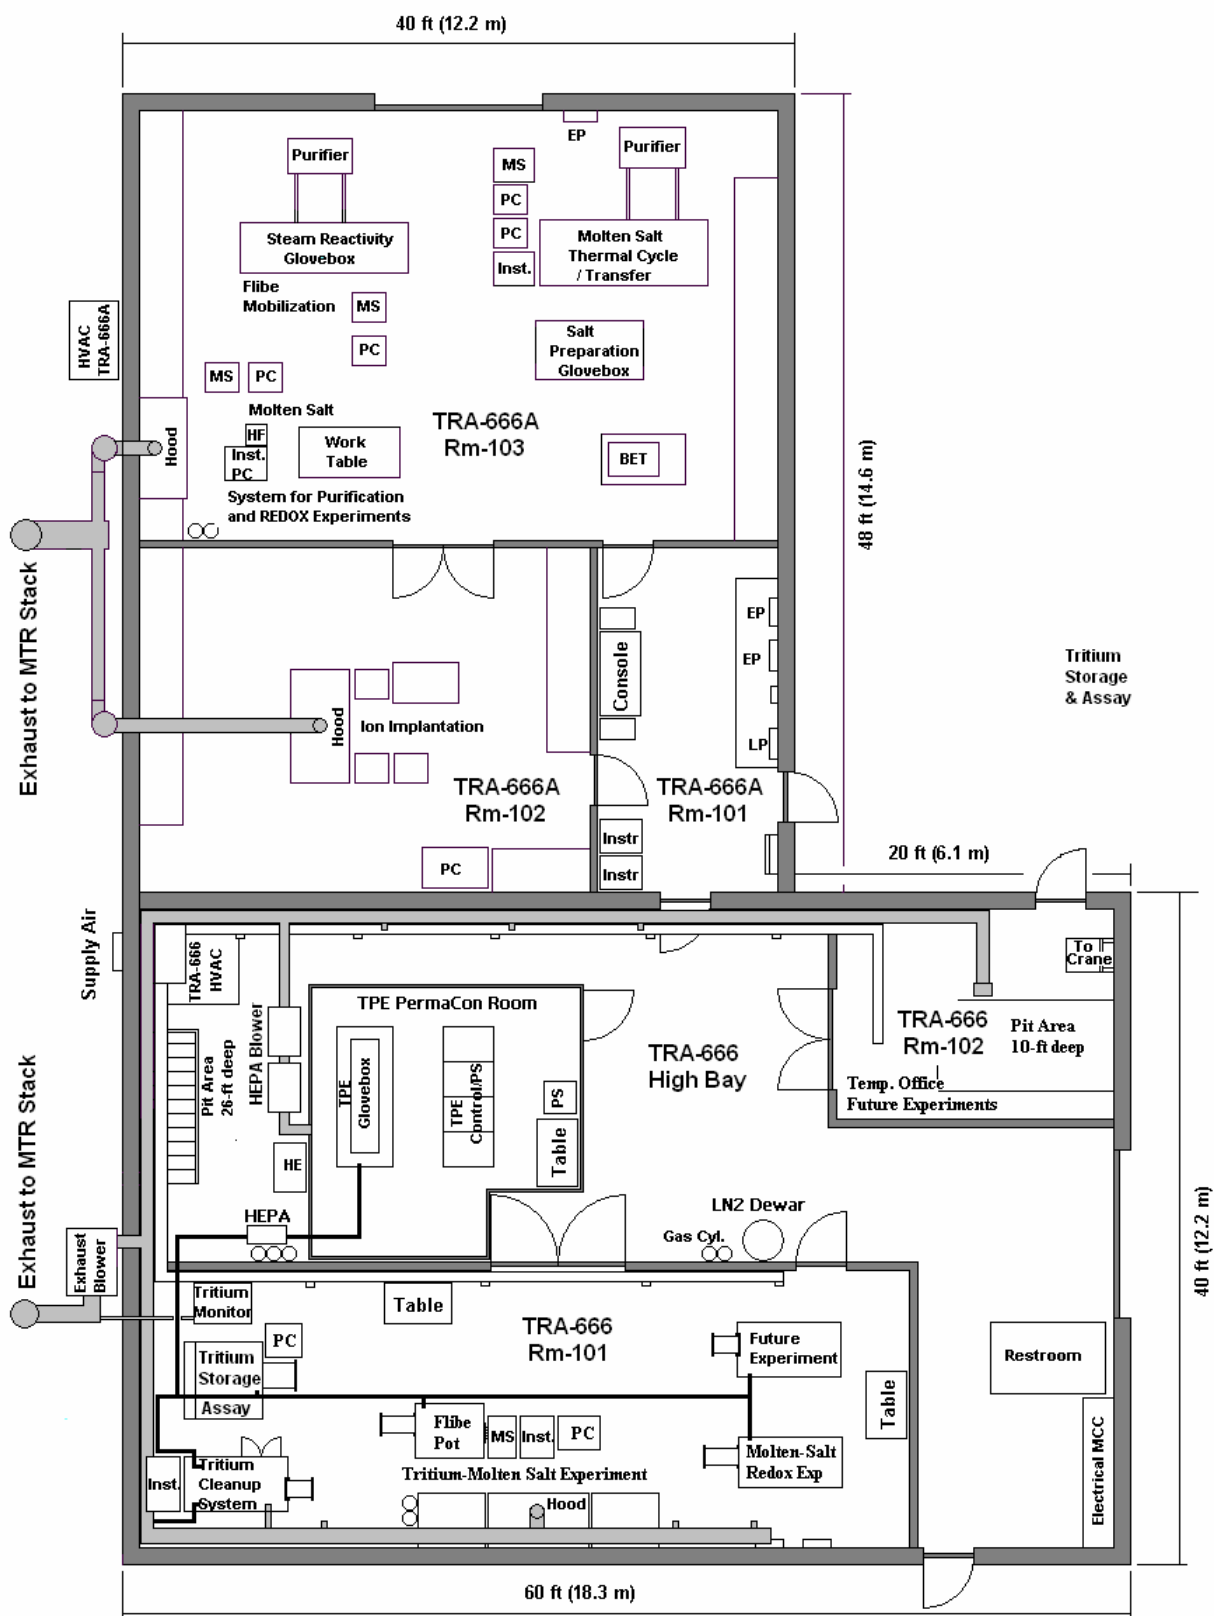 40 ft (12.2 m)
EP
Purifier
Purifier
MS
PC
PC
Inst.
Steam Reactivity
Glovebox
Molten Salt
Thermal Cycle
/ Transfer
Flibe
Mobilization
MS
PC
HVAC
TRA-666A
Salt
Preparation
Glovebox
MS
PC
Molten Salt
HF
Inst.
PC
Work
Table
TRA-666A
Rm-103
BET
Hood
System for Purification
and REDOX Experiments
48 ft (14.6 m)
Exhaust to MTR Stack
EP
EP
LP
Console
Tritium
Storage
& Assay
Hood
Ion Implantation
TRA-666A
Rm-102
TRA-666A
Rm-101
Instr
Instr
PC
20 ft (6.1 m)
Supply Air
TRA-666
HVAC
To
Crane
TPE PermaCon Room
HEPA Blower
Pit Area
26-ft deep
TPE
Glovebox
TPE
Control/PS
PS
Table
TRA-666
High Bay
TRA-666
Rm-102
Pit Area
10-ft deep
Temp. Office
Future Experiments
HE
HEPA
LN2 Dewar
Gas Cyl.
Exhaust to MTR Stack
Exhaust
Blower
40 ft (12.2 m)
Tritium
Monitor
Table
PC
TRA-666
Rm-101
Tritium
Storage
Assay
Future
Experiment
Restroom
Table
Flibe
Pot
MS
Inst.
PC
Molten-Salt
Redox Exp
Tritium-Molten Salt Experiment
Inst.
Tritium
Cleanup
System
Hood
Electrical MCC
60 ft (18.3 m)